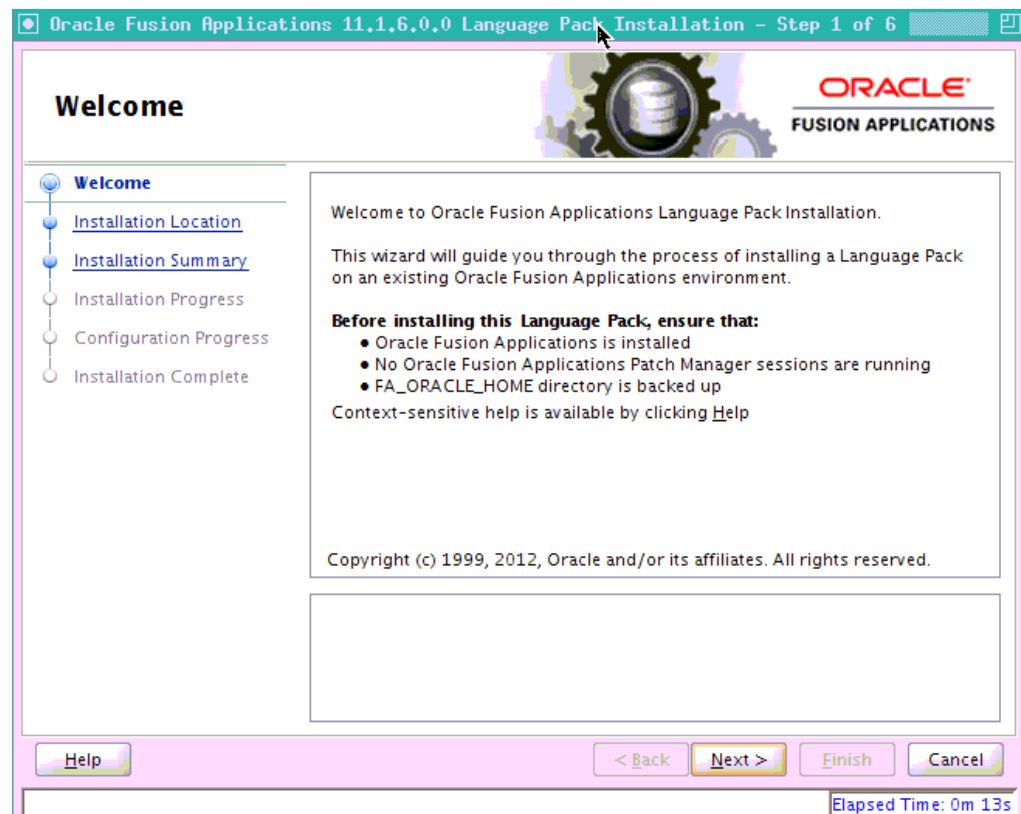 Oracle Fusion Applications 11.1.6.0.0 Language Pack Installation - Step 1 of 6
Welcome
ORACLE®
FUSION APPLICATIONS
Welcome
Installation Location
Installation Summary
Installation Progress
Configuration Progress
Installation Complete
Welcome to Oracle Fusion Applications Language Pack Installation.
This wizard will guide you through the process of installing a Language Pack
on an existing Oracle Fusion Applications environment.
Before installing this Language Pack, ensure that:
• Oracle Fusion Applications is installed
• No Oracle Fusion Applications Patch Manager sessions are running
• FA_ORACLE_HOME directory is backed up
Context-sensitive help is available by clicking Help
Copyright (c) 1999, 2012, Oracle and/or its affiliates. All rights reserved.
Help
< Back
Next >
Finish
Cancel
Elapsed Time: 0m 13s